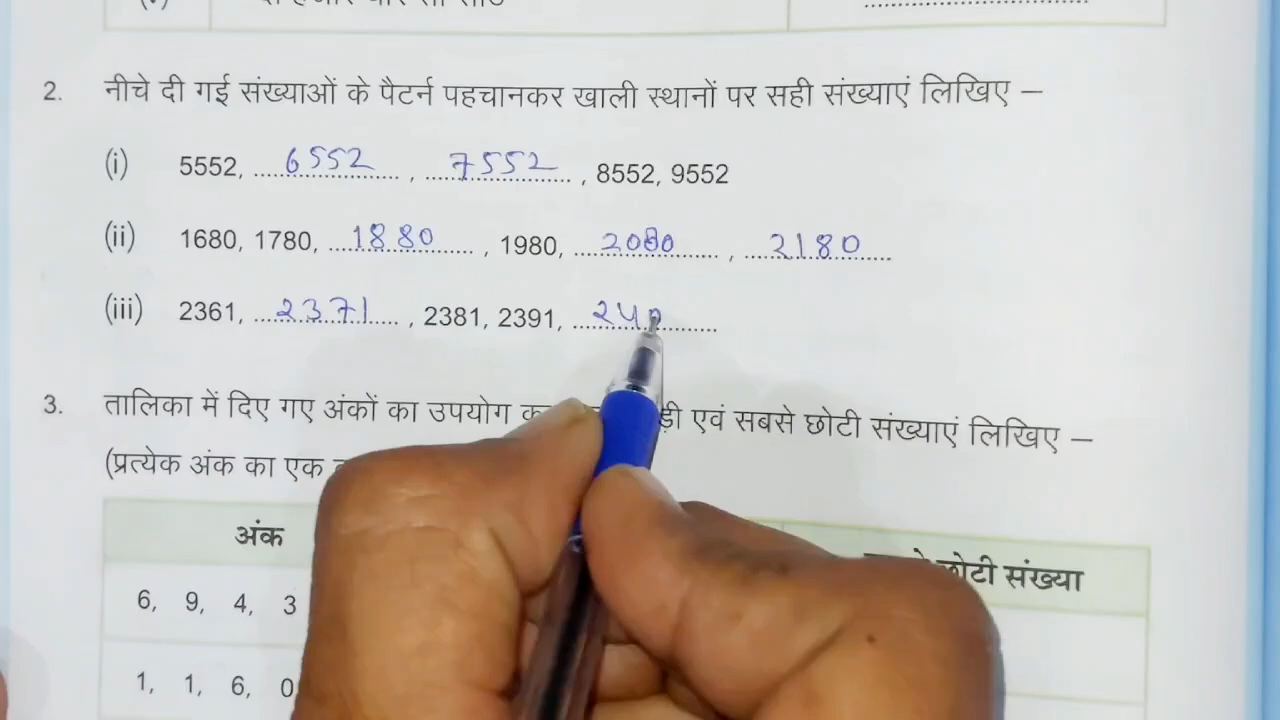 2. नीचे दी गई संख्याओं के पैटर्न पहचानकर खाली स्थानों पर सही संख्याएं लिखिए –
(i) 5552, 6552, 7552, 8552, 9552
(ii) 1680, 1780, 1880, 1980, 2080, 2180
(iii) 2361, 2371, 2381, 2391, 240
3. तालिका में दिए गए अंकों का उपयोग एवं सबसे छोटी संख्याएं लिखिए –
(प्रत्येक अंक का एक
अंक छोटी संख्या
6, 9, 4, 3
1, 1, 6, 0